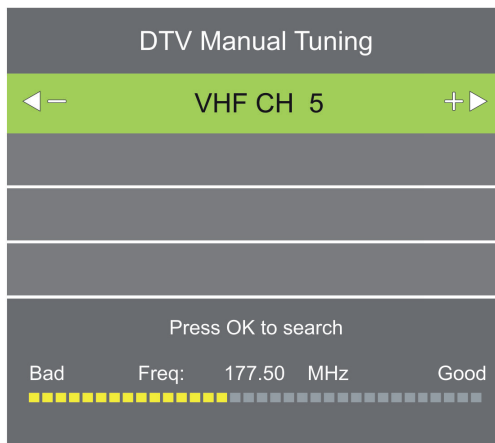 DTV Manual Tuning
− VHF CH 5 +
Press OK to search
Bad Freq: 177.50 MHz Good